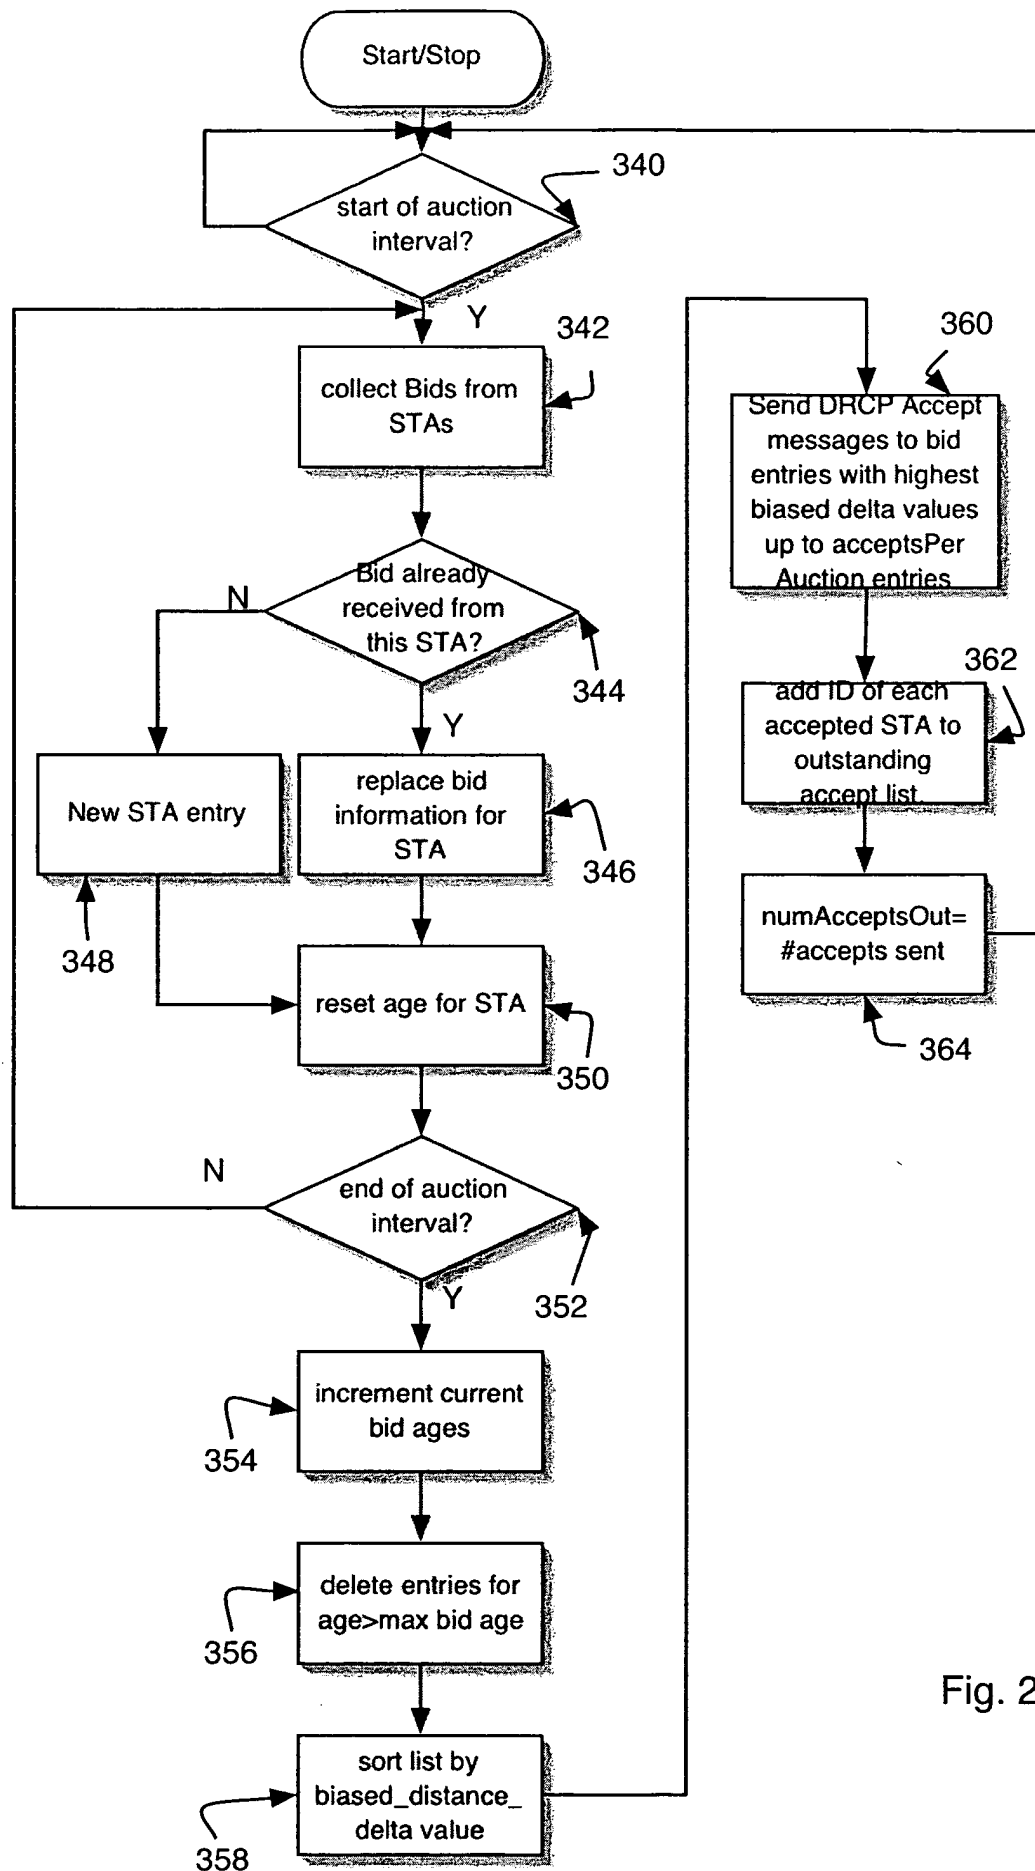 Start/Stop
start of auction
interval?
340
Y
342
collect Bids from
STAs
Bid already
received from
this STA?
N
344
Y
New STA entry
348
replace bid
information for
STA
346
reset age for STA
350
end of auction
interval?
N
352
Y
increment current
bid ages
354
delete entries for
age>max bid age
356
sort list by
biased_distance_
delta value
358
360
Send DRCP Accept
messages to bid
entries with highest
biased delta values
up to acceptsPer
Auction entries
362
add ID of each
accepted STA to
outstanding
accept list.
numAcceptsOut=
#accepts sent
364
Fig. 2